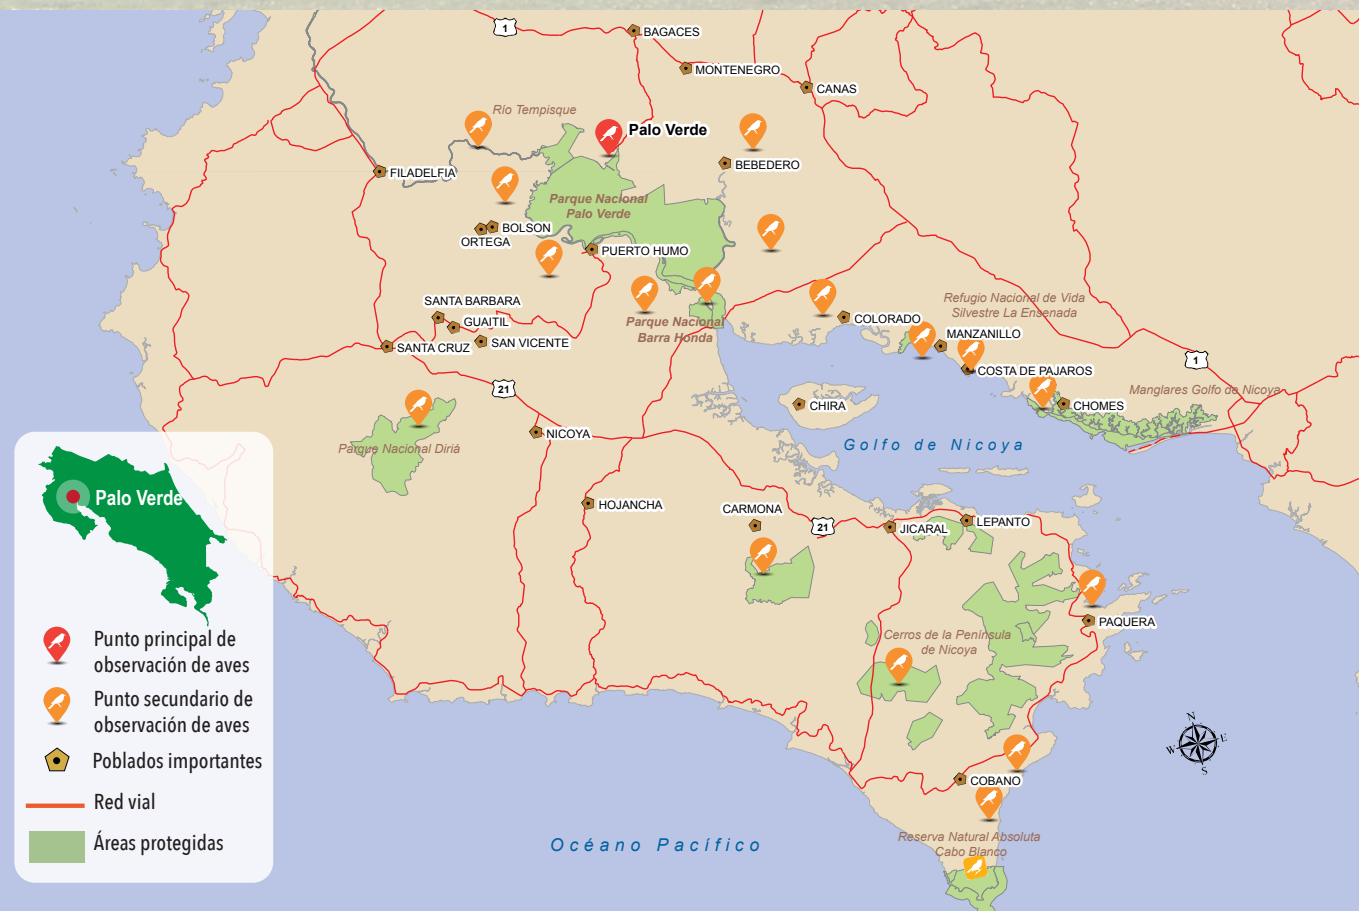 1
BAGACES
MONTENEGRO
CANAS
Río Tempisque
Palo Verde
BEBEDERO
FILADELFIA
Parque Nacional
Palo Verde
BOLSON
ORTEGA
PUERTO HUMO
SANTA BARBARA
GUAITIL
SANTA CRUZ
SAN VICENTE
Parque Nacional
Barra Honda
Refugio Nacional de Vida
Silvestre La Ensenada
COLORADO
MANZANILLO
COSTA DE PAJAROS
1
Manglares Golfo de Nicoya
CHOMES
21
CHIRA
NICOYA
Parque Nacional Diriá
Golfo de Nicoya
HOJANCHA
CARMONA
21
JICARAL
LEPANTO
PAQUERA
Cerros de la Península
de Nicoya
N
W
E
S
COBANO
Reserva Natural Absoluta
Cabo Blanco
Océano Pacífico
Palo Verde
Punto principal de
observación de aves
Punto secundario de
observación de aves
Poblados importantes
Red vial
Áreas protegidas